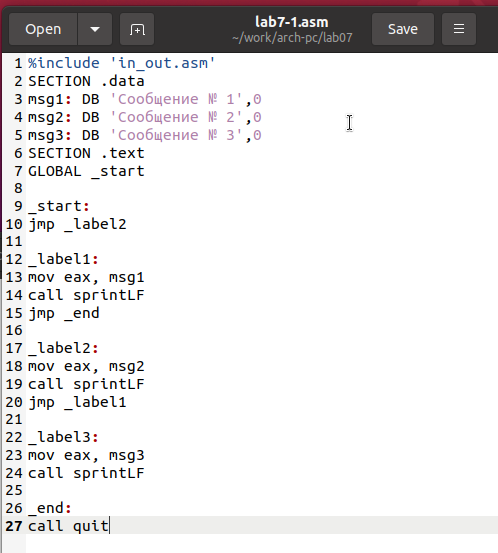 Open
lab7-1.asm
~/work/arch-pc/lab07
Save
1 %include 'in_out.asm'
2 SECTION .data
3 msg1: DB 'Сообщение № 1',0
4 msg2: DB 'Сообщение № 2',0
5 msg3: DB 'Сообщение № 3',0
6 SECTION .text
7 GLOBAL _start
8
9 _start:
10 jmp _label2
11
12 _label1:
13 mov eax, msg1
14 call sprintLF
15 jmp _end
16
17 _label2:
18 mov eax, msg2
19 call sprintLF
20 jmp _label1
21
22 _label3:
23 mov eax, msg3
24 call sprintLF
25
26 _end:
27 call quit